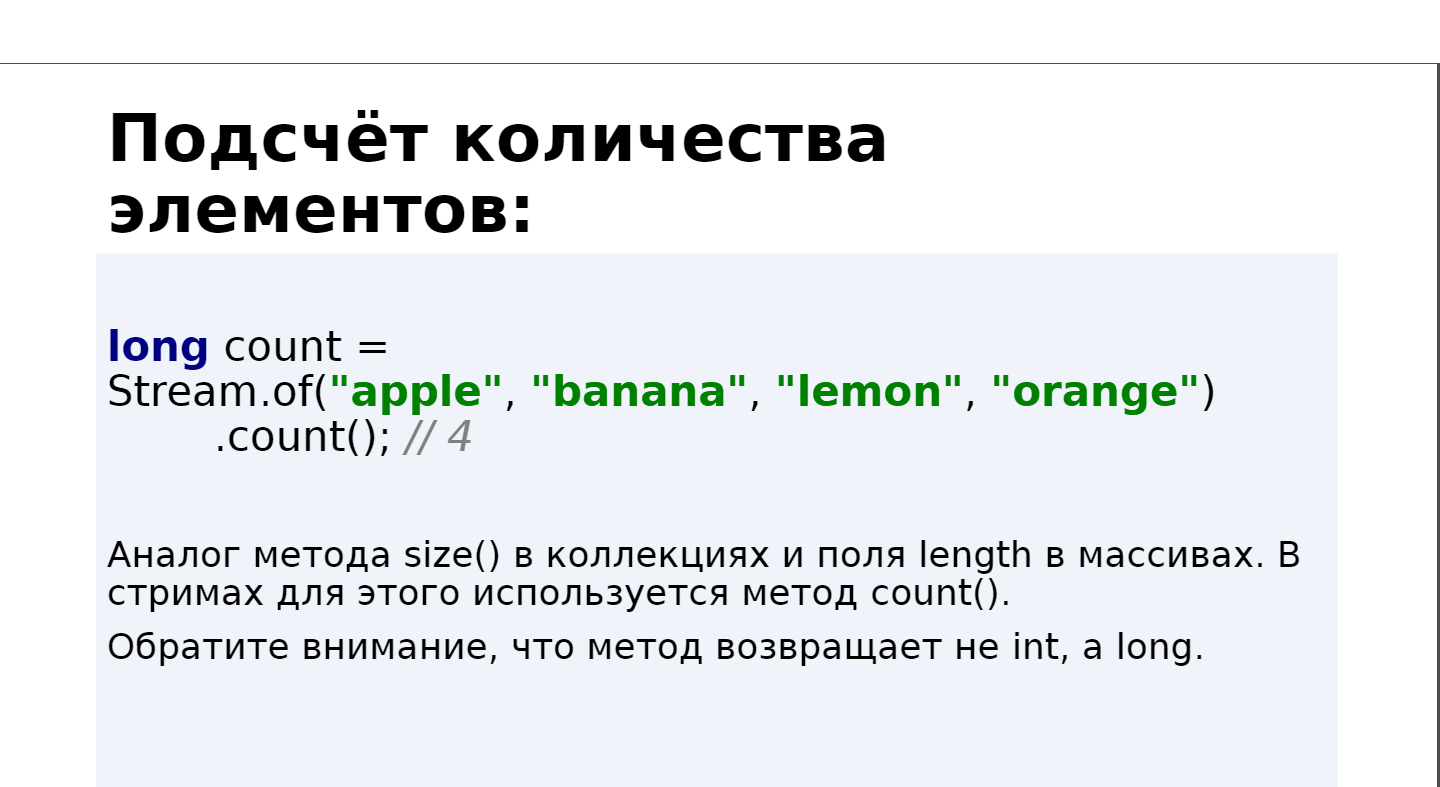 Подсчёт количества
элементов:
long count =
Stream.of("apple", "banana", "lemon", "orange")
.count(); // 4
Аналог метода size() в коллекциях и поля length в массивах. В
стримах для этого используется метод count().
Обратите внимание, что метод возвращает не int, а long.